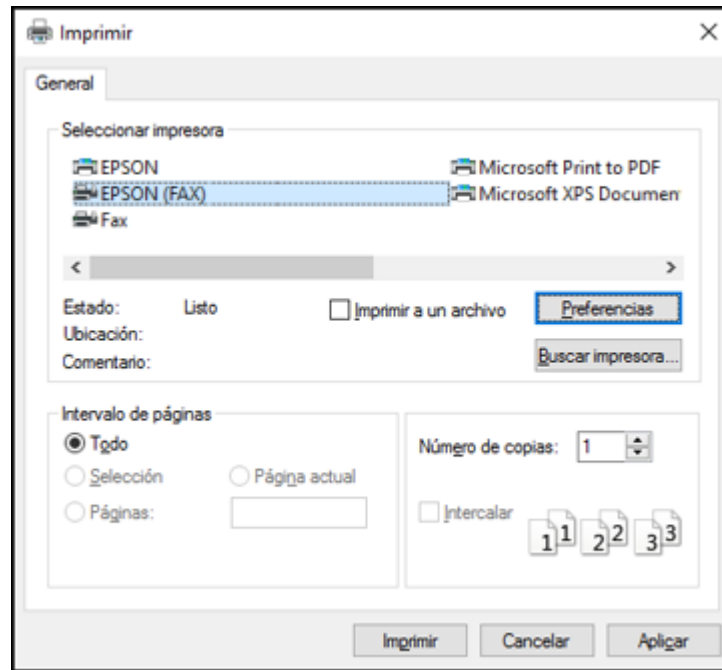 Imprimir
General
Seleccionar impresora
EPSON
Microsoft Print to PDF
EPSON (FAX)
Microsoft XPS Documen
Fax
Estado: Listo
Imprimir a un archivo
Preferencias
Ubicación:
Comentario:
Buscar impresora...
Intervalo de páginas
Todo
Selección
Página actual
Páginas:
Número de copias: 1
Intercalar
1 1 2 2 3 3
Imprimir
Cancelar
Aplicar